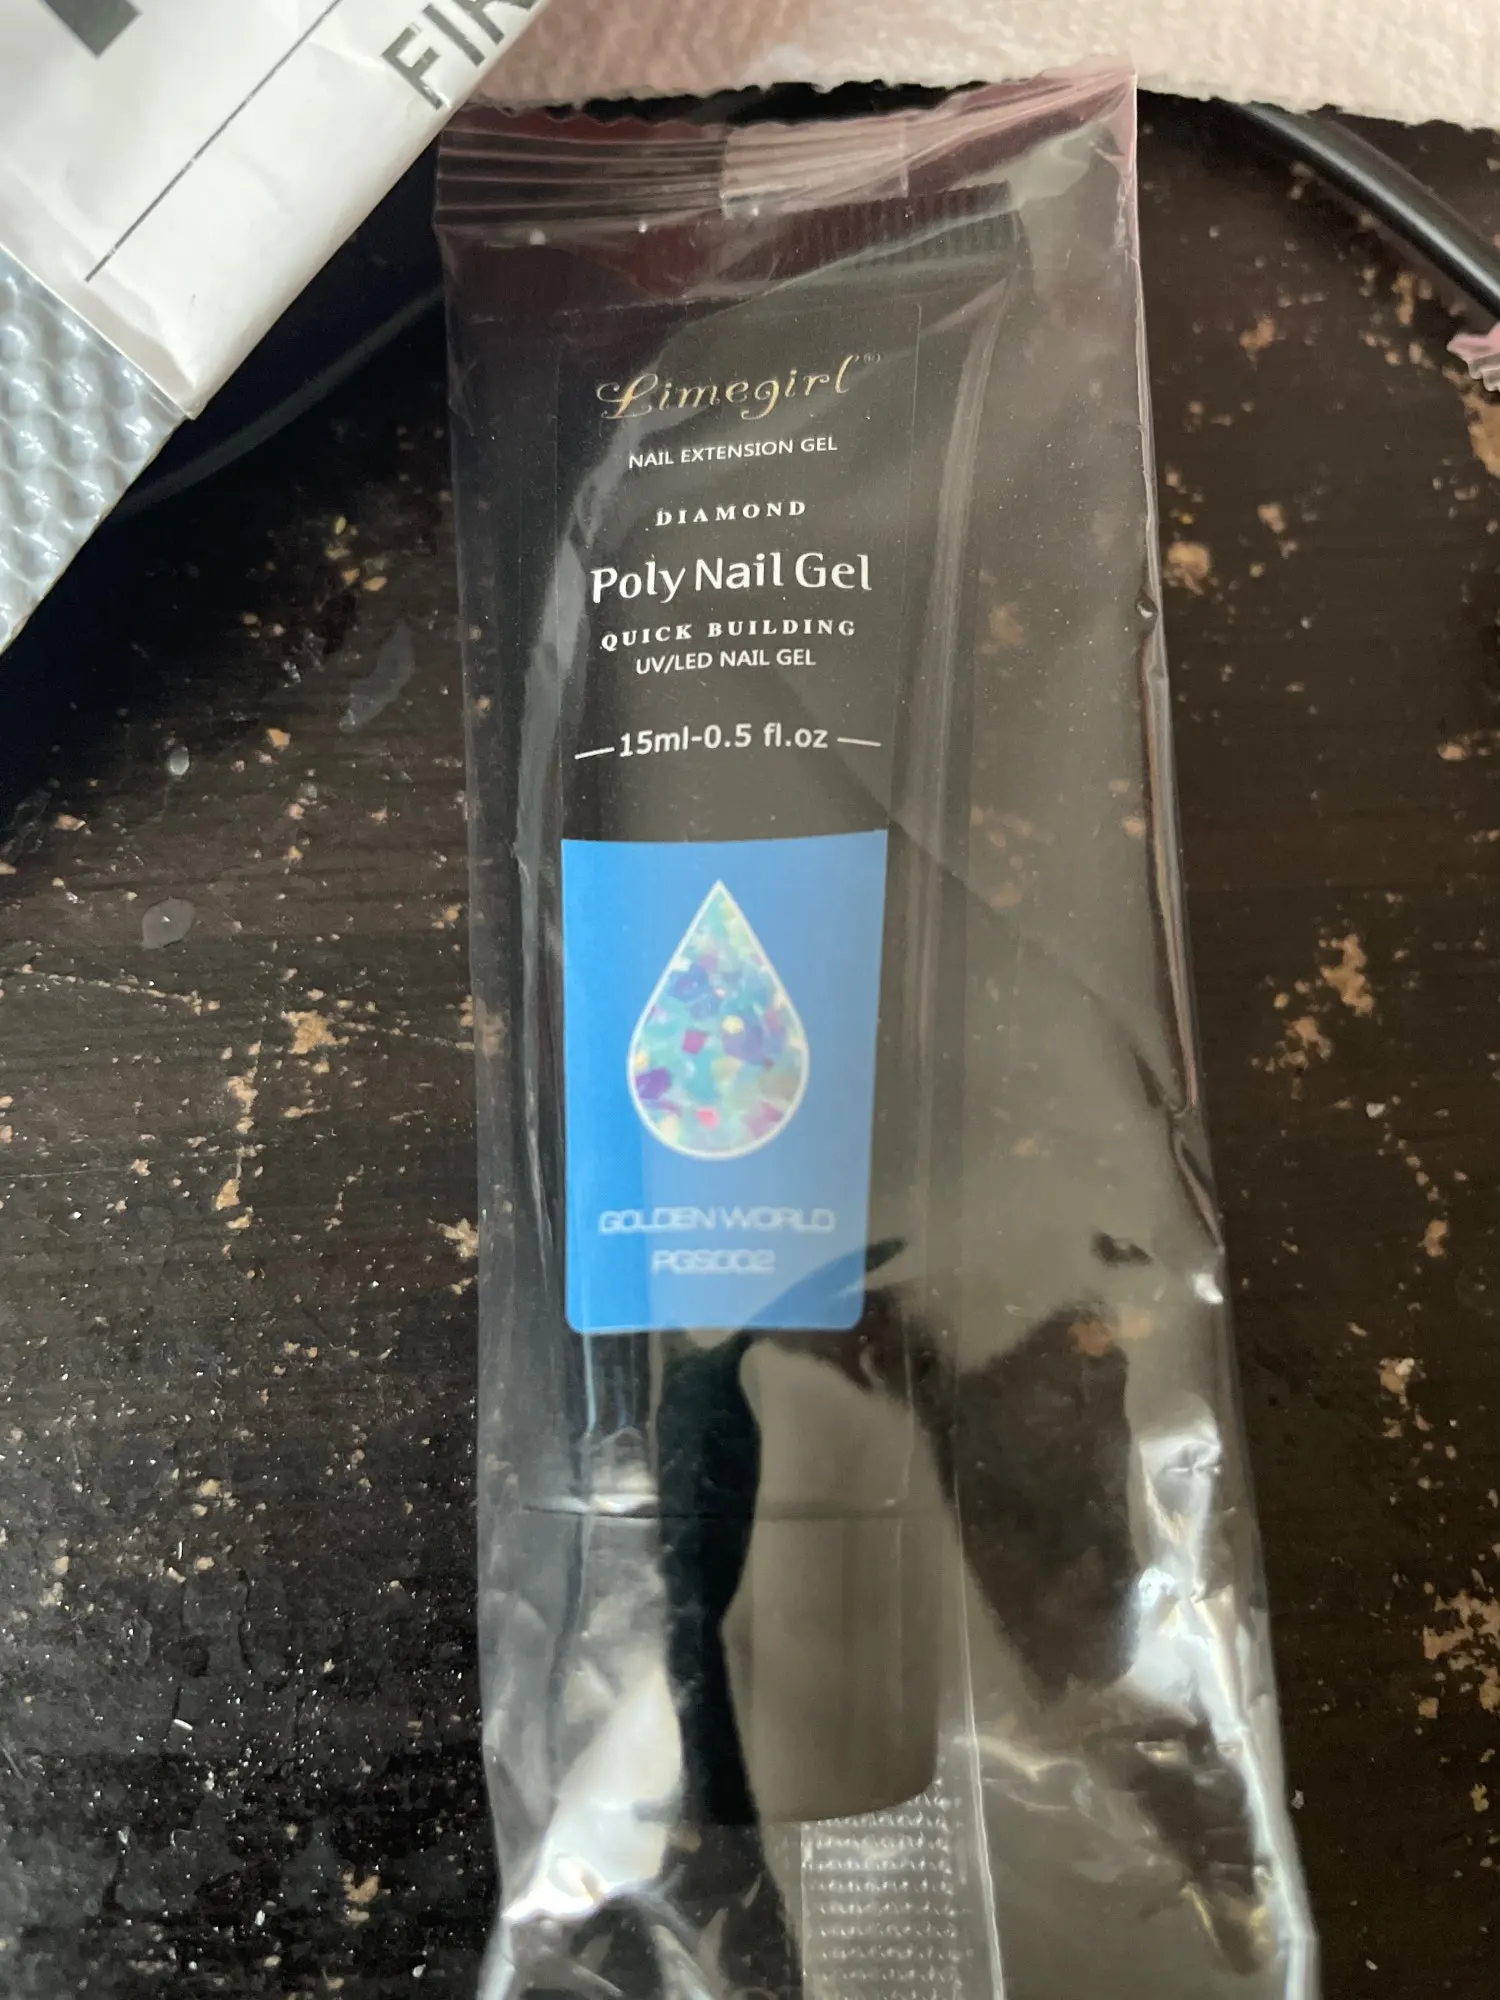 FIR
Limegirl®
NAIL EXTENSION GEL
DIAMOND
Poly Nail Gel
QUICK BUILDING
UV/LED NAIL GEL
15ml-0.5 fl.oz
GOLDEN WORLD
PGS002